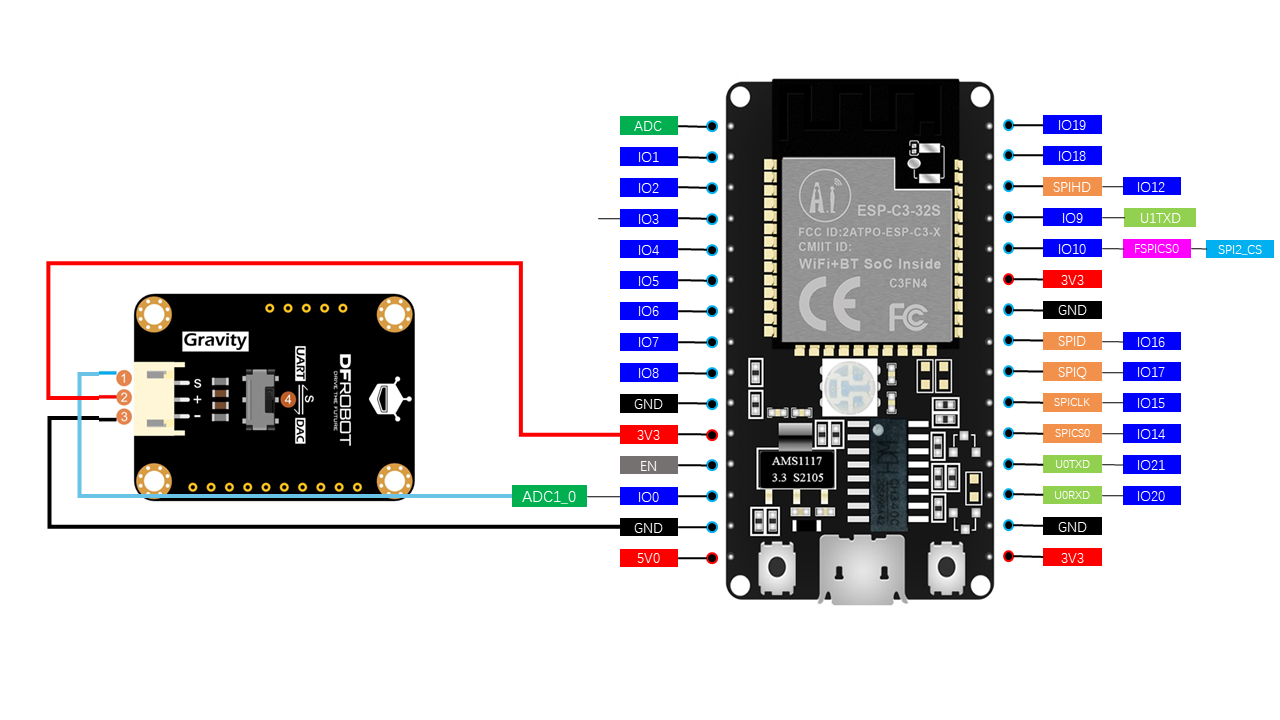 ADC
IO1
IO2
IO3
IO4
IO5
IO6
IO7
IO8
GND
3V3
EN
ADC1_0 IO0
GND
5V0
Gravity
1
2
3
S
+
-
UART
4
S
DAC
DFROBOT
DRIVE THE FUTURE
Ai
ESP-C3-32S
FCC ID:2ATPO-ESP-C3-X
CMIIT ID:
WiFi+BT SoC Inside
C3FN4
CE FC
AMS1117
3.3 S2105
WCH
CH340C
IO19
IO18
SPIHD IO12
IO9 U1TXD
IO10 FSPICS0 SPI2_CS
3V3
GND
SPID IO16
SPIQ IO17
SPICLK IO15
SPICS0 IO14
U0TXD IO21
U0RXD IO20
GND
3V3